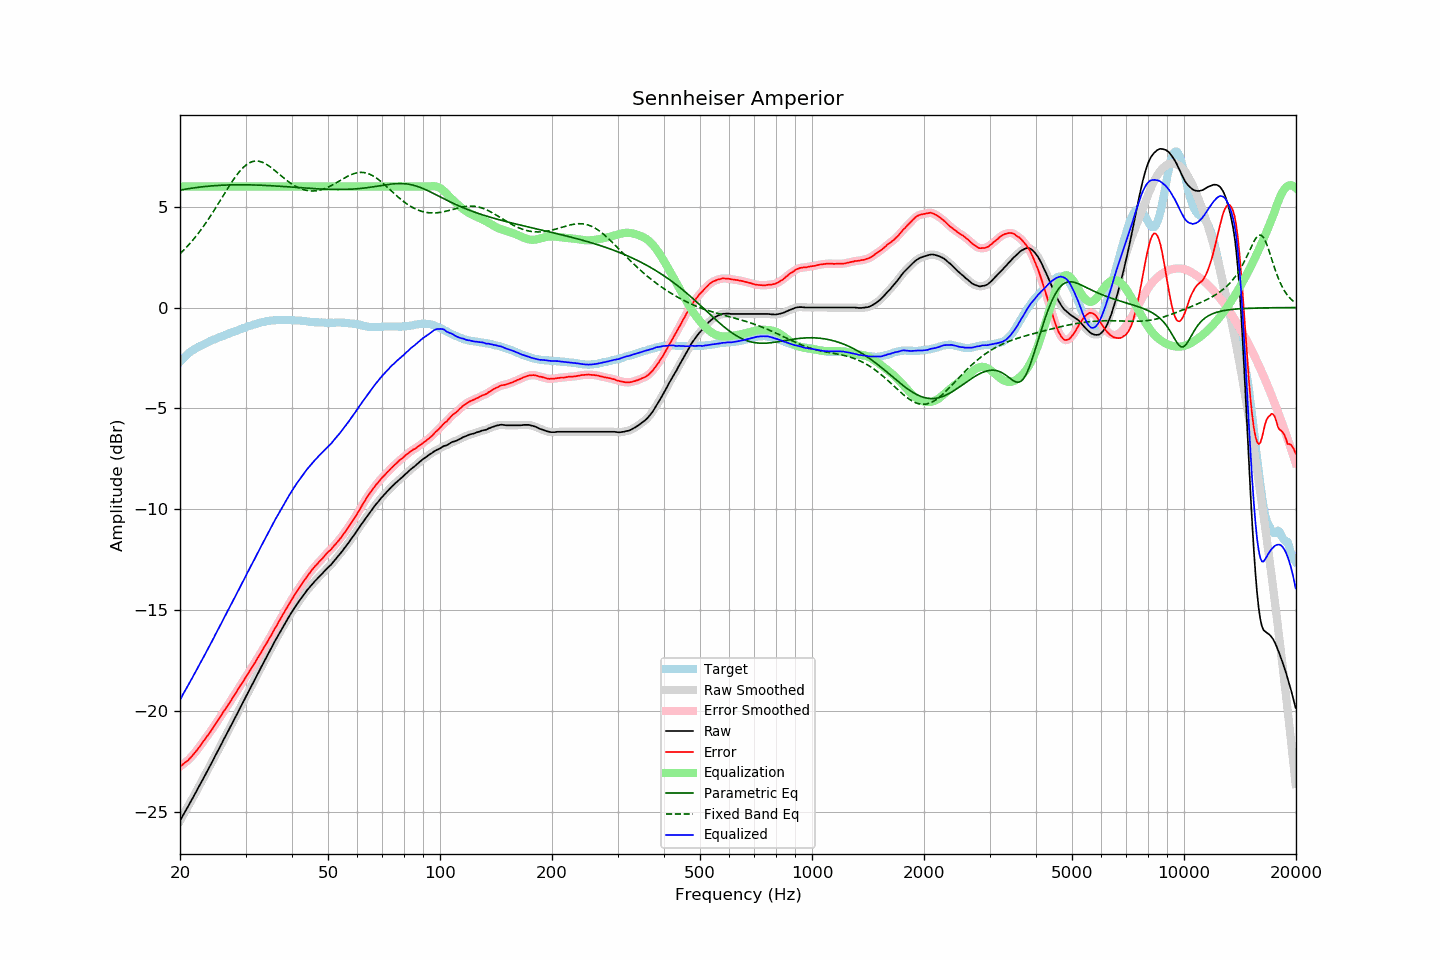 Sennheiser Amperior
Amplitude (dBr)
5
0
−5
−10
−15
−20
−25
Target
Raw Smoothed
Error Smoothed
Raw
Error
Equalization
Parametric Eq
Fixed Band Eq
Equalized
20 50 100 200 500 1000 2000 5000 10000 20000
Frequency (Hz)